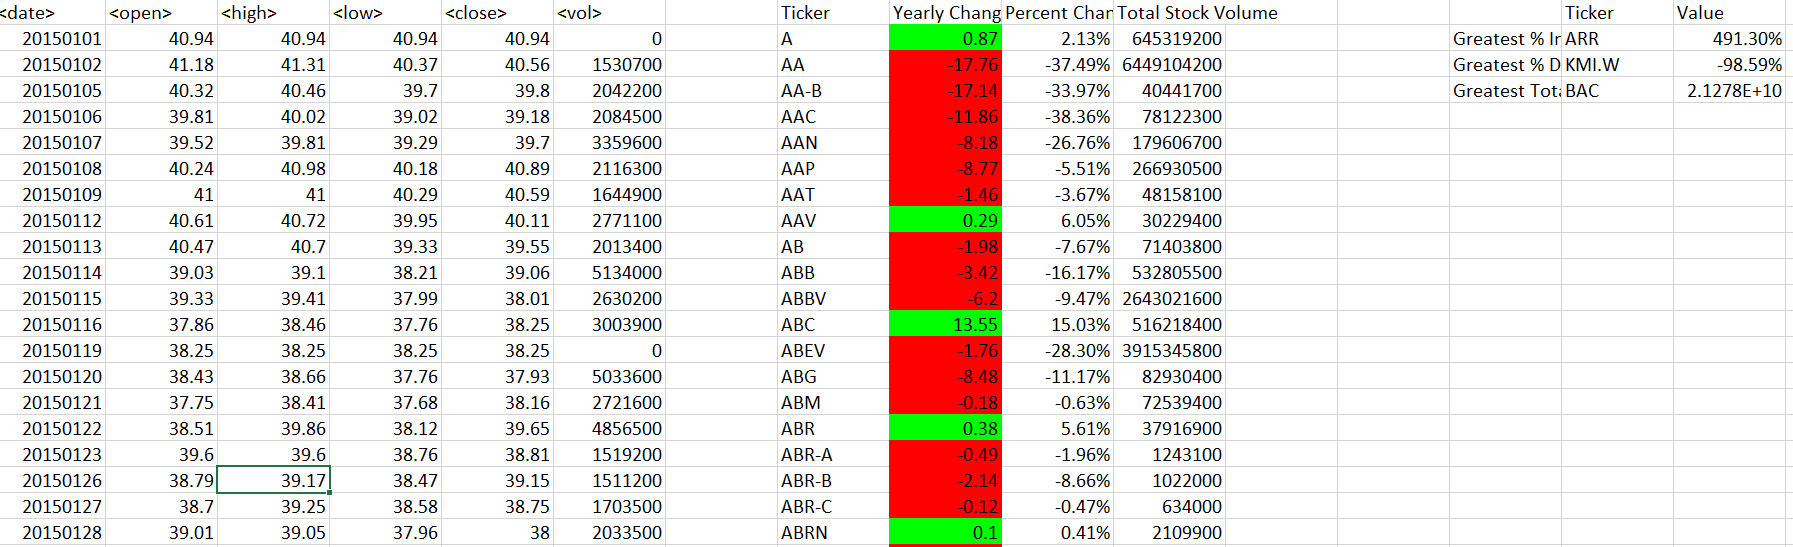 <date> <open> <high> <low> <close> <vol> Ticker Yearly Chang Percent Char Total Stock Volume Ticker Value
20150101 40.94 40.94 40.94 40.94 0 A 0.87 2.13% 645319200 Greatest % Ir ARR 491.30%
20150102 41.18 41.31 40.37 40.56 1530700 AA -17.76 -37.49% 6449104200 Greatest % D KMI.W -98.59%
20150105 40.32 40.46 39.7 39.8 2042200 AA-B -17.14 -33.97% 40441700 Greatest Tota BAC 2.1278E+10
20150106 39.81 40.02 39.02 39.18 2084500 AAC -11.86 -38.36% 78122300
20150107 39.52 39.81 39.29 39.7 3359600 AAN -8.18 -26.76% 179606700
20150108 40.24 40.98 40.18 40.89 2116300 AAP -8.77 -5.51% 266930500
20150109 41 41 40.29 40.59 1644900 AAT -1.46 -3.67% 48158100
20150112 40.61 40.72 39.95 40.11 2771100 AAV 0.29 6.05% 30229400
20150113 40.47 40.7 39.33 39.55 2013400 AB -1.98 -7.67% 71403800
20150114 39.03 39.1 38.21 39.06 5134000 ABB -3.42 -16.17% 532805500
20150115 39.33 39.41 37.99 38.01 2630200 ABBV -6.2 -9.47% 2643021600
20150116 37.86 38.46 37.76 38.25 3003900 ABC 13.55 15.03% 516218400
20150119 38.25 38.25 38.25 38.25 0 ABEV -1.76 -28.30% 3915345800
20150120 38.43 38.66 37.76 37.93 5033600 ABG -8.48 -11.17% 82930400
20150121 37.75 38.41 37.68 38.16 2721600 ABM -0.18 -0.63% 72539400
20150122 38.51 39.86 38.12 39.65 4856500 ABR 0.38 5.61% 37916900
20150123 39.6 39.6 38.76 38.81 1519200 ABR-A -0.49 -1.96% 1243100
20150126 38.79 39.17 38.47 39.15 1511200 ABR-B -2.14 -8.66% 1022000
20150127 38.7 39.25 38.58 38.75 1703500 ABR-C -0.12 -0.47% 634000
20150128 39.01 39.05 37.96 38 2033500 ABRN 0.1 0.41% 2109900